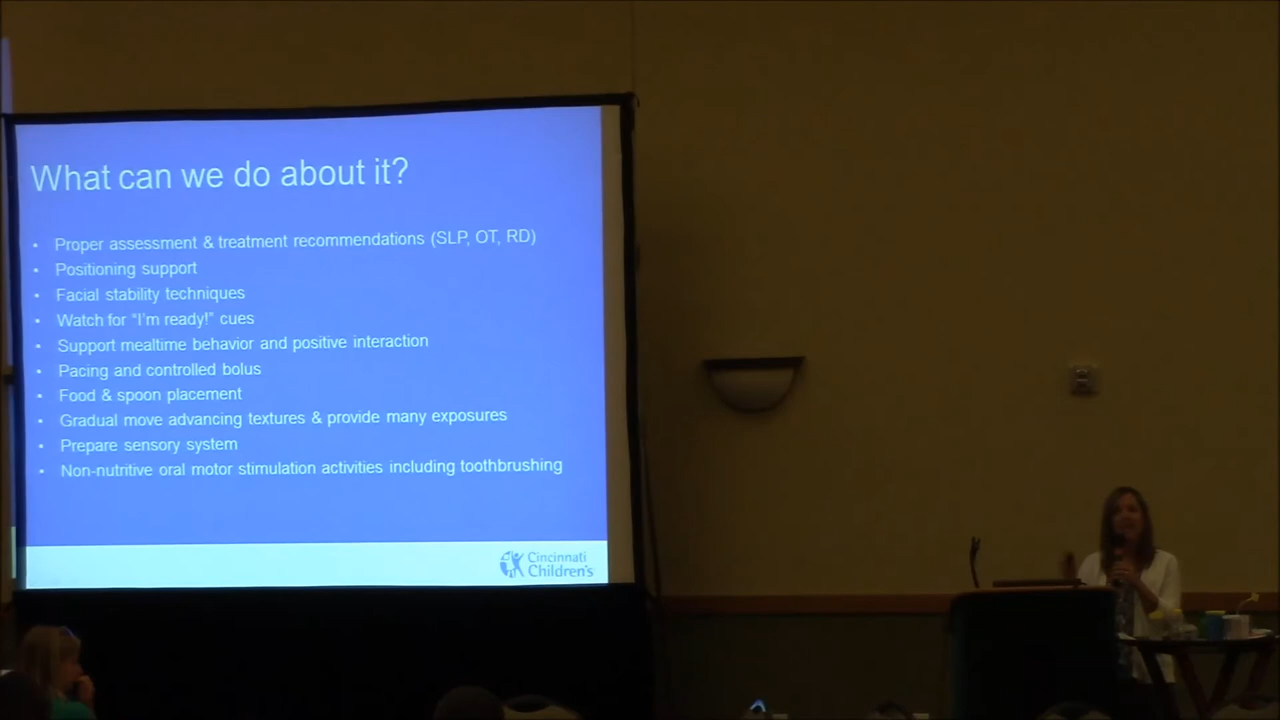 What can we do about it?
• Proper assessment & treatment recommendations (SLP, OT, RD)
• Positioning support
• Facial stability techniques
• Watch for “I’m ready!” cues
• Support mealtime behavior and positive interaction
• Pacing and controlled bolus
• Food & spoon placement
• Gradual move advancing textures & provide many exposures
• Prepare sensory system
• Non-nutritive oral motor stimulation activities including toothbrushing
Cincinnati
Children's